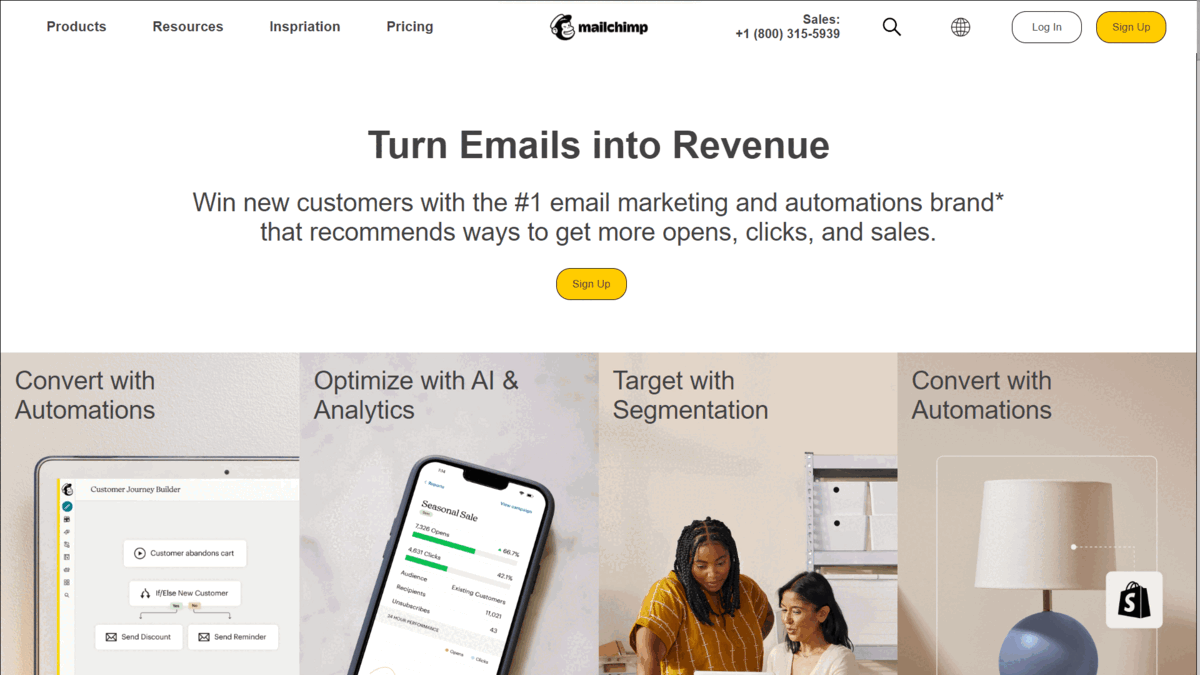 Products
Resources
Inspriation
Pricing
mailchimp
Sales:
+1 (800) 315-5939
Log In
Sign Up
Turn Emails into Revenue
Win new customers with the #1 email marketing and automations brand*
that recommends ways to get more opens, clicks, and sales.
Sign Up
Convert with
Automations
Customer Journey Builder
Customer abandons cart
If/Else New Customer
Yes
No
Send Discount
Send Reminder
Optimize with AI &
Analytics
1:14
Reports
View campaign
Seasonal Sale
Sent
7,326 Opens
66.7%
4,631 Clicks
42.1%
Audience
Existing Customers
Recipients
11,021
Unsubscribes
43
24 HOUR PERFORMANCE
Opens
Clicks
Target with
Segmentation
Convert with
Automations
S